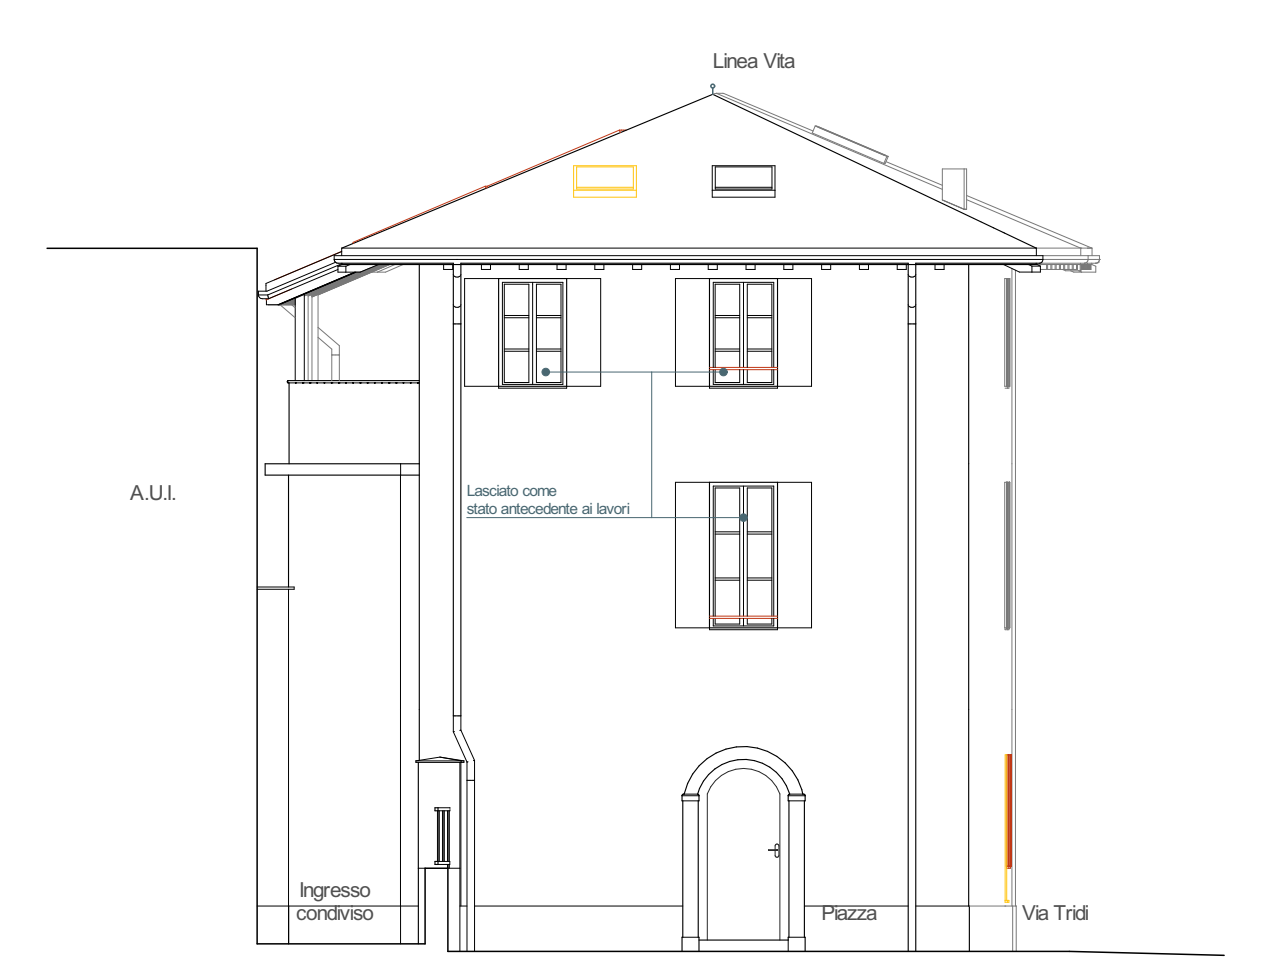 Linea Vita
A.U.I.
Lasciato come
stato antecedente ai lavori
Ingresso
condiviso
Piazza
Via Tridi